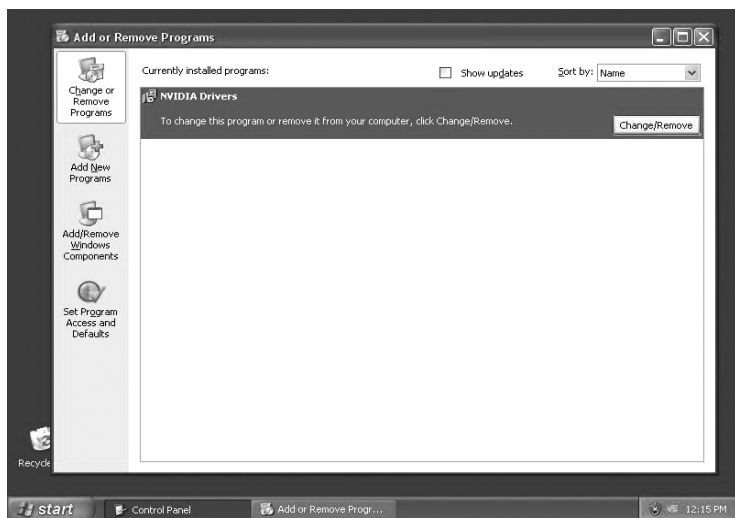 Add or Remove Programs
Change or
Remove
Programs
Currently installed programs:
Show updates
Sort by:
Name
NVIDIA Drivers
To change this program or remove it from your computer, click Change/Remove.
Change/Remove
Add New
Programs
Add/Remove
Windows
Components
Set Program
Access and
Defaults
Recycle
start
Control Panel
Add or Remove Progr...
12:15 PM